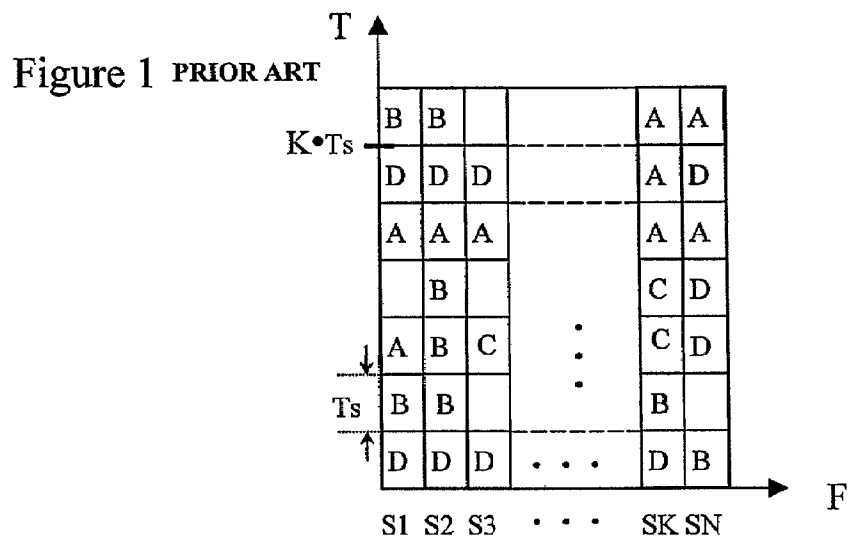 T
Figure 1 PRIOR ART
B B A A
K•Ts
D D D A D
A A A A A
B C D
A B C C D
Ts B B B
D D D • • • D B
F
S1 S2 S3 • • • SK SN